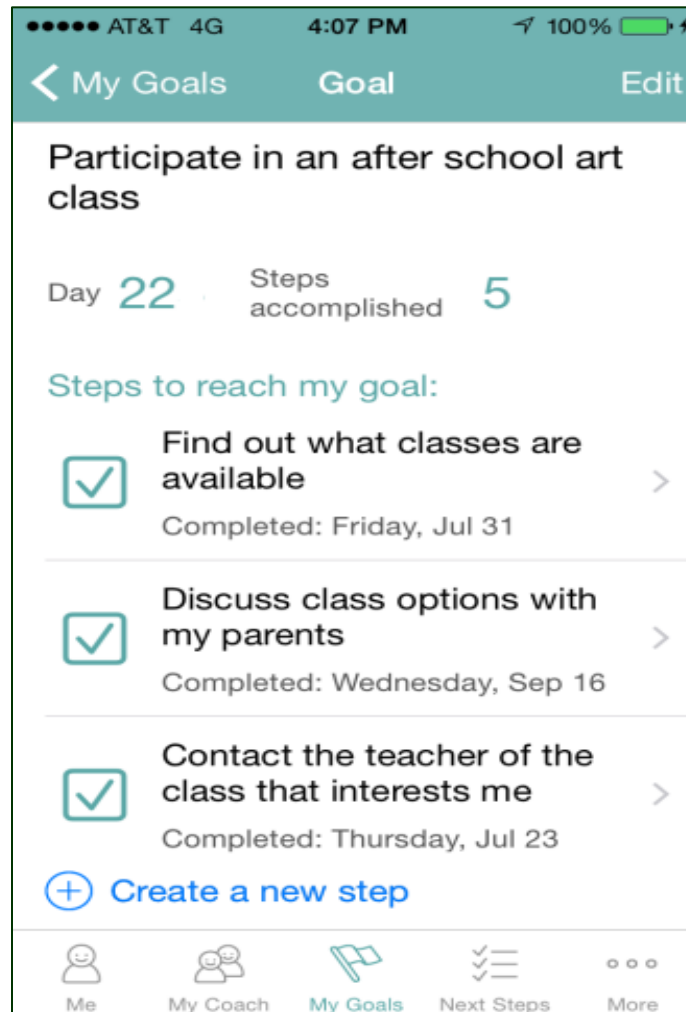 AT&T 4G 4:07 PM 100%
My Goals Goal Edit
Participate in an after school art
class
Day 22 Steps accomplished 5
Steps to reach my goal:
Find out what classes are
available
Completed: Friday, Jul 31
Discuss class options with
my parents
Completed: Wednesday, Sep 16
Contact the teacher of the
class that interests me
Completed: Thursday, Jul 23
Create a new step
Me My Coach My Goals Next Steps More